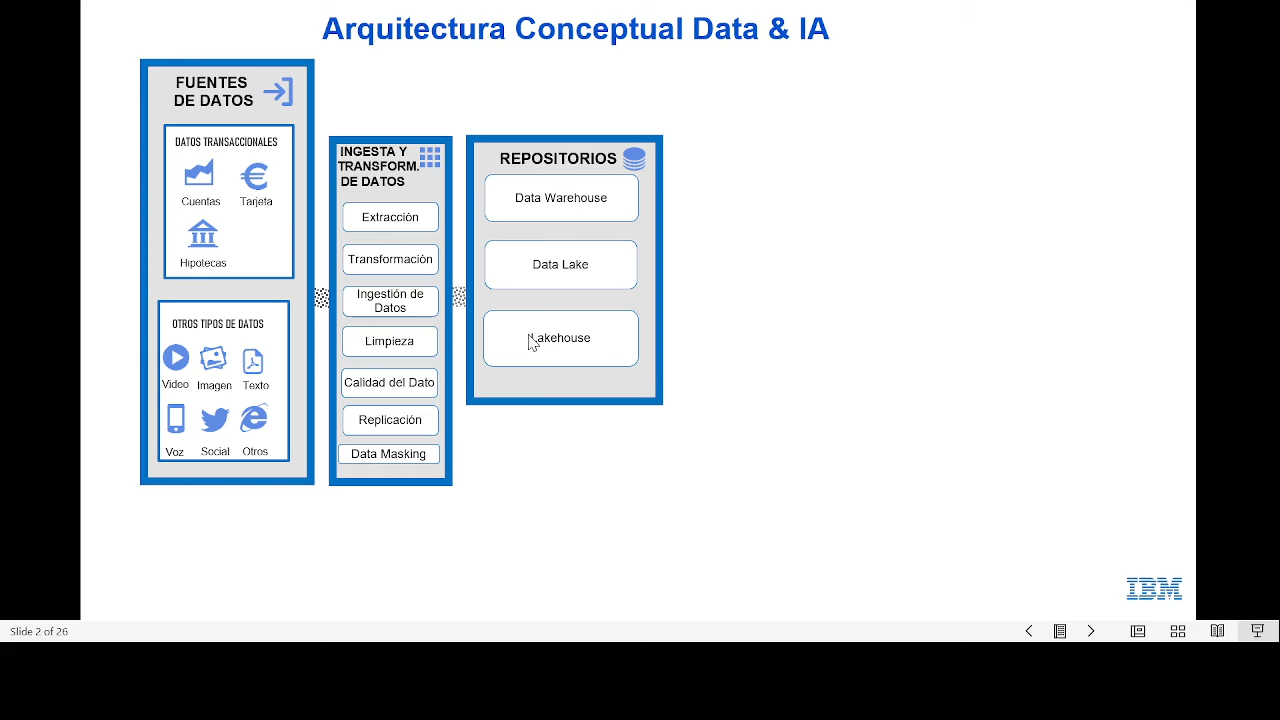 Arquitectura Conceptual Data & IA
FUENTES
DE DATOS
DATOS TRANSACCIONALES
Cuentas
Tarjeta
Hipotecas
OTROS TIPOS DE DATOS
Video
Imagen
Texto
Voz
Social
Otros
INGESTA Y
TRANSFORM.
DE DATOS
Extracción
Transformación
Ingestión de
Datos
Limpieza
Calidad del Dato
Replicación
Data Masking
REPOSITORIOS
Data Warehouse
Data Lake
Lakehouse
IBM
Slide 2 of 26